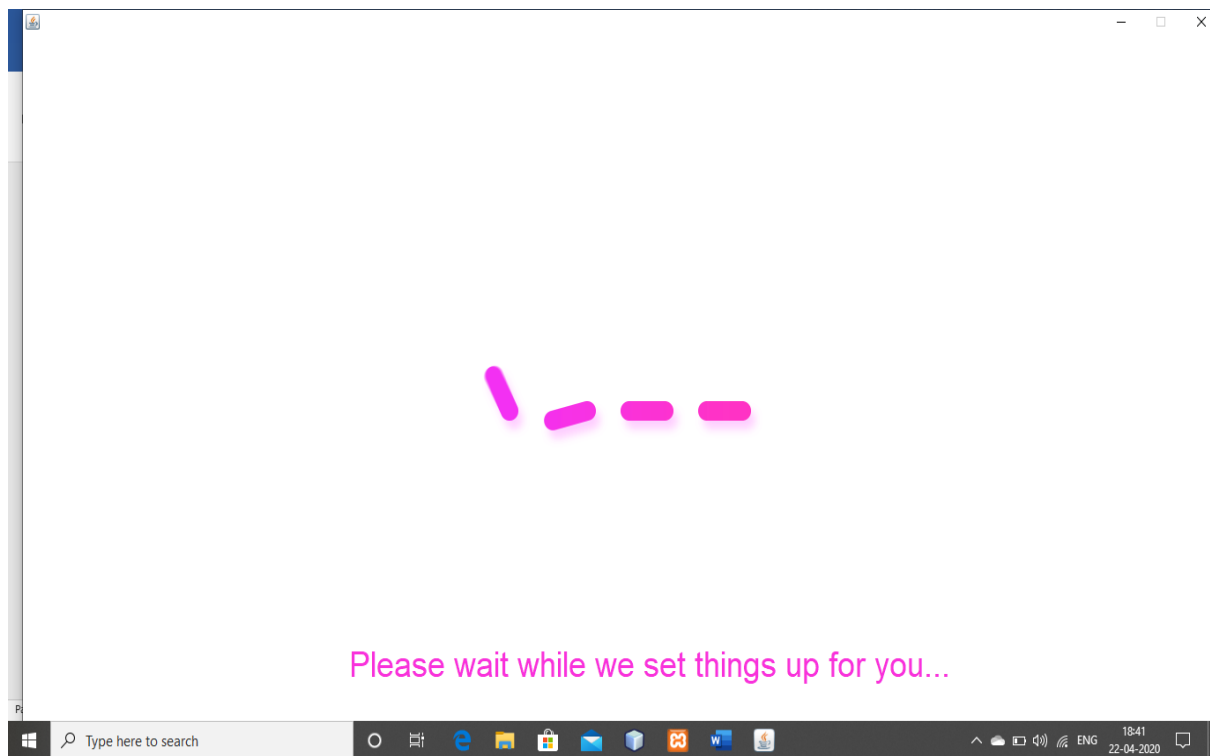 Please wait while we set things up for you...
Pa
Type here to search
ENG
18:41
22-04-2020